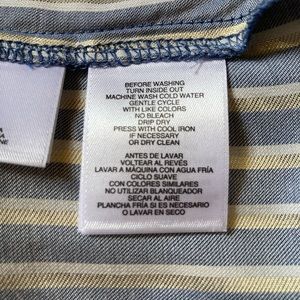 BEFORE WASHING
TURN INSIDE OUT
MACHINE WASH COLD WATER
GENTLE CYCLE
WITH LIKE COLORS
NO BLEACH
DRIP DRY
PRESS WITH COOL IRON
IF NECESSARY
OR DRY CLEAN
ANTES DE LAVAR
VOLTEAR AL REVÉS
LAVAR A MÁQUINA CON AGUA FRÍA
CICLO SUAVE
CON COLORES SIMILARES
NO UTILIZAR BLANQUEADOR
SECAR AL AIRE
PLANCHA FRÍA SI ES NECESARIO
O LAVAR EN SECO